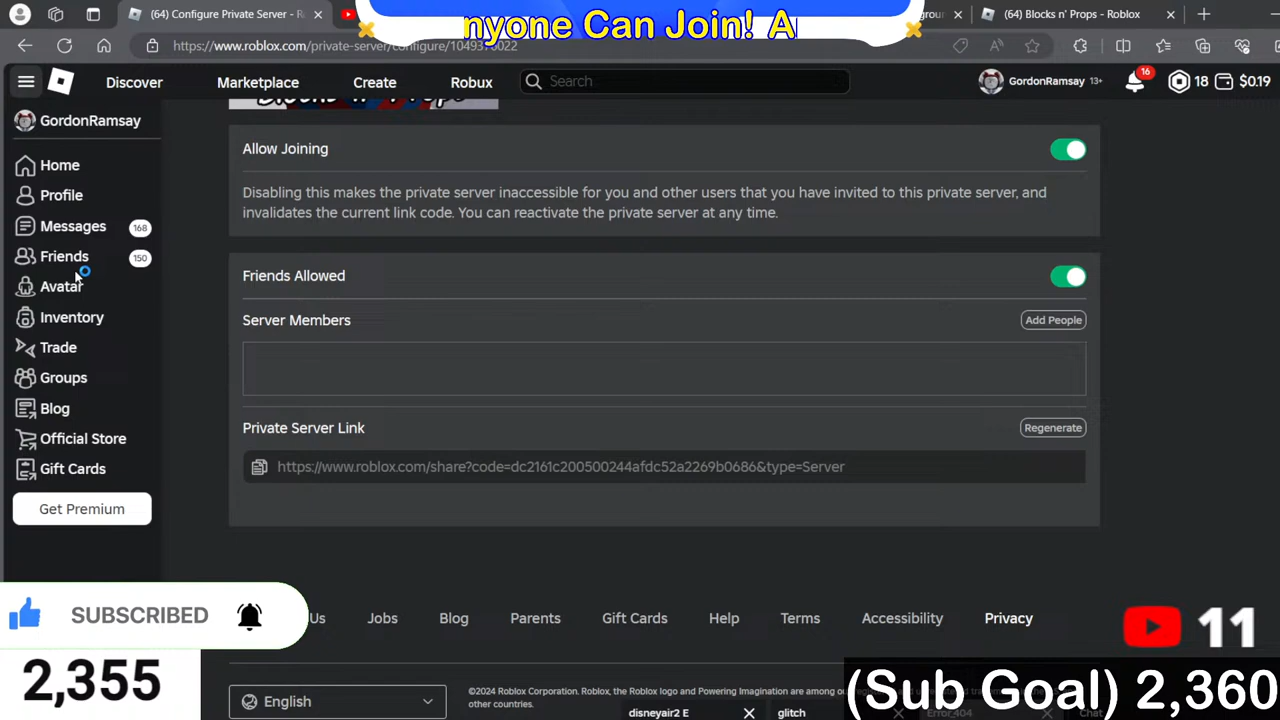 (64) Configure Private Server - R
nyone Can Join! A
(64) Blocks n' Props - Roblox
https://www.roblox.com/private-server/configure/1049370022
Discover
Marketplace
Create
Robux
Search
GordonRamsay 13+
16
18
$0.19
GordonRamsay
Home
Profile
Messages 168
Friends 150
Avatar
Inventory
Trade
Groups
Blog
Official Store
Gift Cards
Get Premium
Allow Joining
Disabling this makes the private server inaccessible for you and other users that you have invited to this private server, and
invalidates the current link code. You can reactivate the private server at any time.
Friends Allowed
Server Members
Add People
Private Server Link
Regenerate
https://www.roblox.com/share?code=dc2161c200500244afdc52a2269b0686&type=Server
SUBSCRIBED
Us
Jobs
Blog
Parents
Gift Cards
Help
Terms
Accessibility
Privacy
11
2,355
(Sub Goal) 2,360
English
©2024 Roblox Corporation. Roblox, the Roblox logo and Powering Imagination are among ou
other countries.
disneyair2 E
glitch
Error_404
Chat